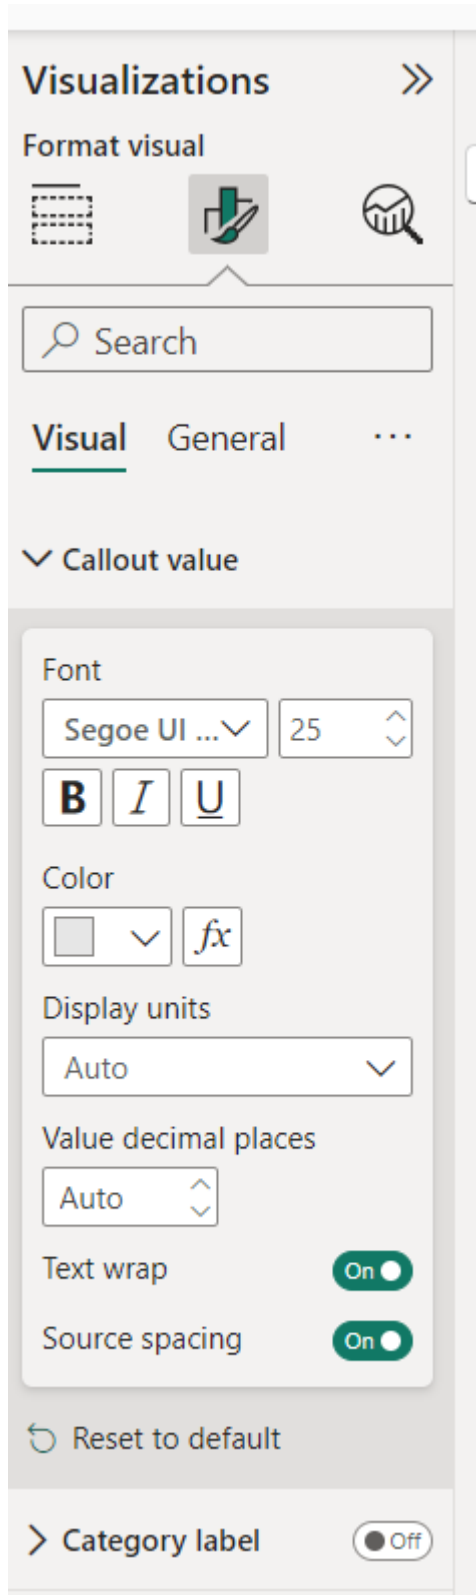 Visualizations
Format visual
Search
Visual General ...
Callout value
Font
Segoe UI ... 25
B I U
Color
fx
Display units
Auto
Value decimal places
Auto
Text wrap On
Source spacing On
Reset to default
Category label Off